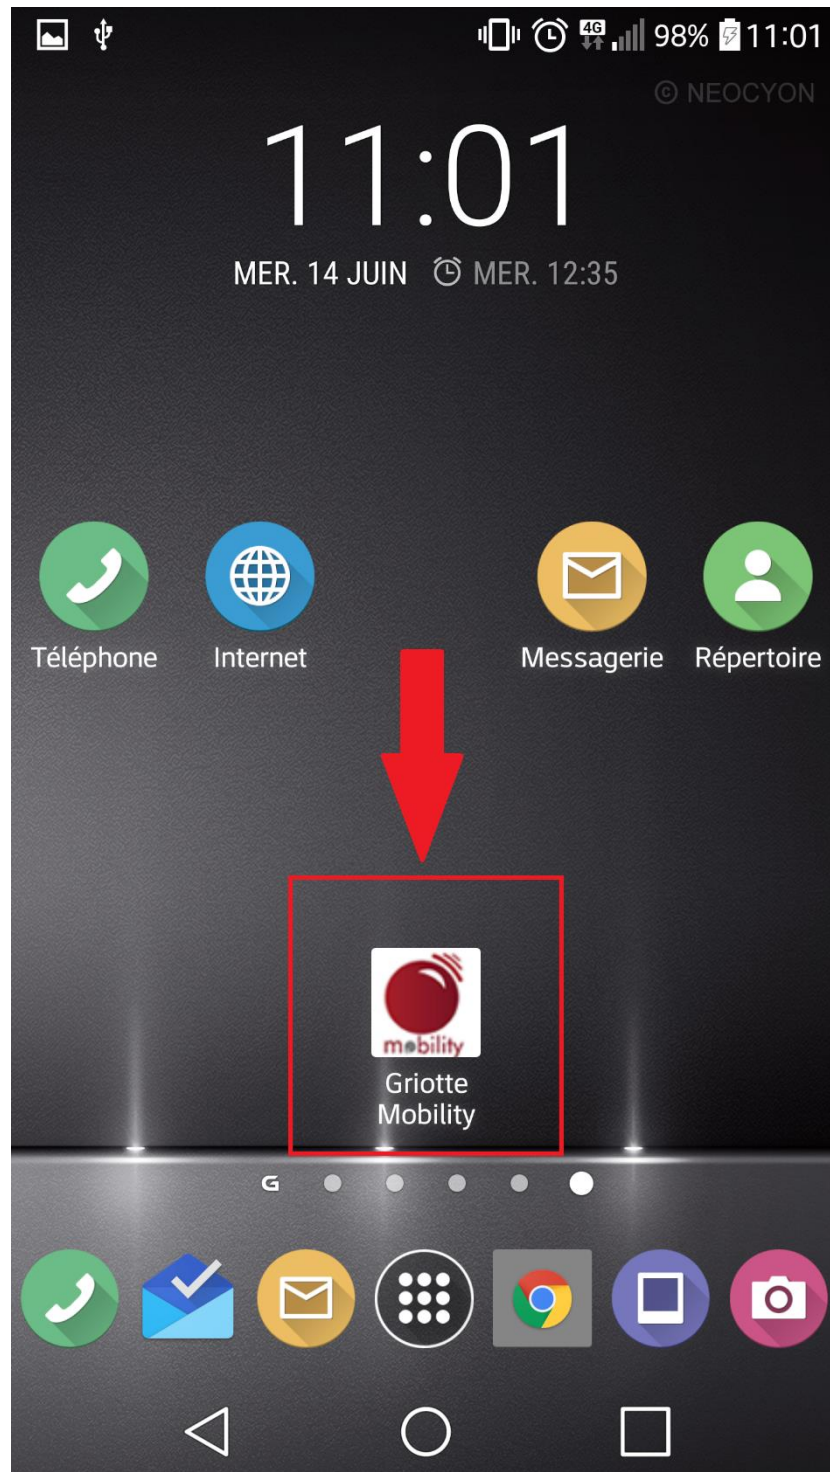 4G
98%
11:01
© NEOCYON
11:01
MER. 14 JUIN MER. 12:35
Téléphone
Internet
Messagerie
Répertoire
mobility
Griotte
Mobility
G